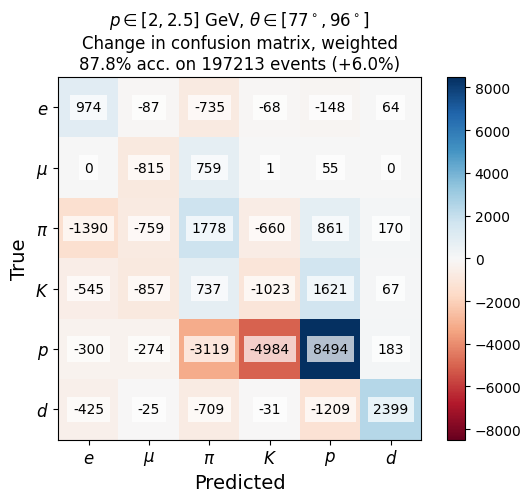 p ∈ [2, 2.5] GeV, θ ∈ [77°, 96°]
Change in confusion matrix, weighted
87.8% acc. on 197213 events (+6.0%)
e 974 -87 -735 -68 -148 64
μ 0 -815 759 1 55 0
π -1390 -759 1778 -660 861 170
K -545 -857 737 -1023 1621 67
p -300 -274 -3119 -4984 8494 183
d -425 -25 -709 -31 -1209 2399
e μ π K p d
Predicted
True
8000
6000
4000
2000
0
−2000
−4000
−6000
−8000